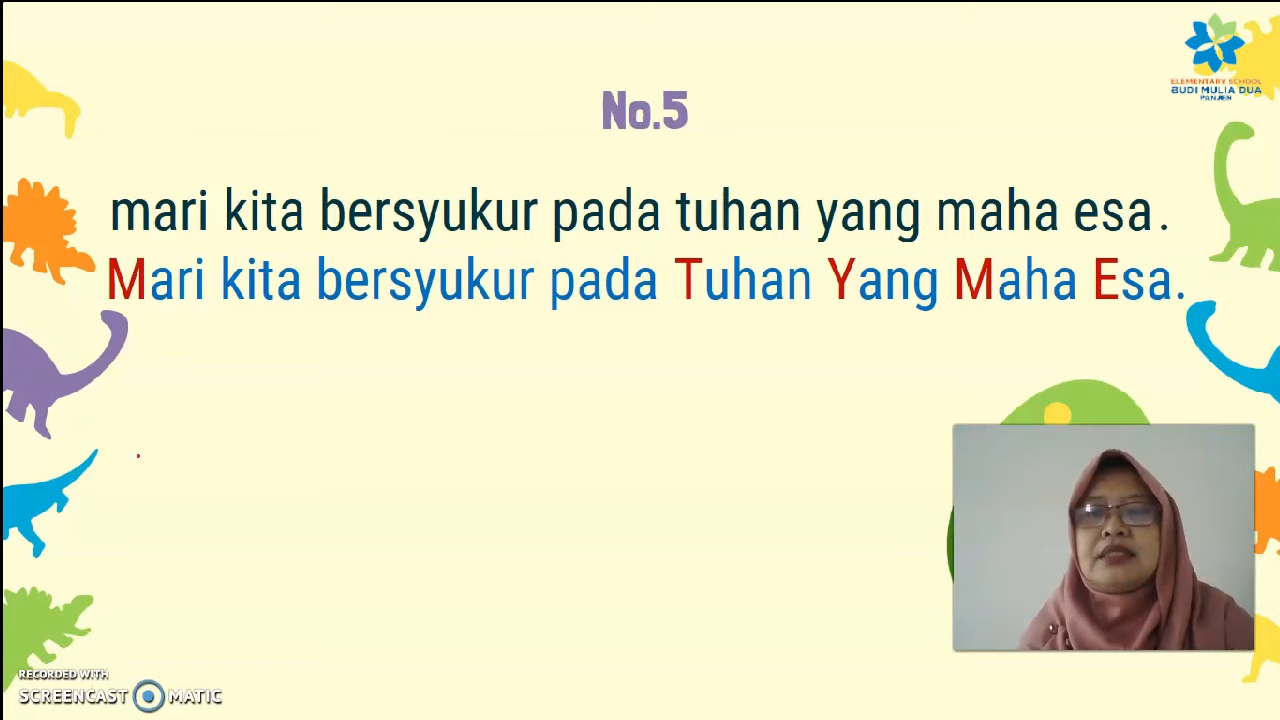 ELEMENTARY SCHOOL
BUDI MULIA DUA
PANJEN
No.5
mari kita bersyukur pada tuhan yang maha esa.
Mari kita bersyukur pada Tuhan Yang Maha Esa.
RECORDED WITH
SCREENCAST MATIC